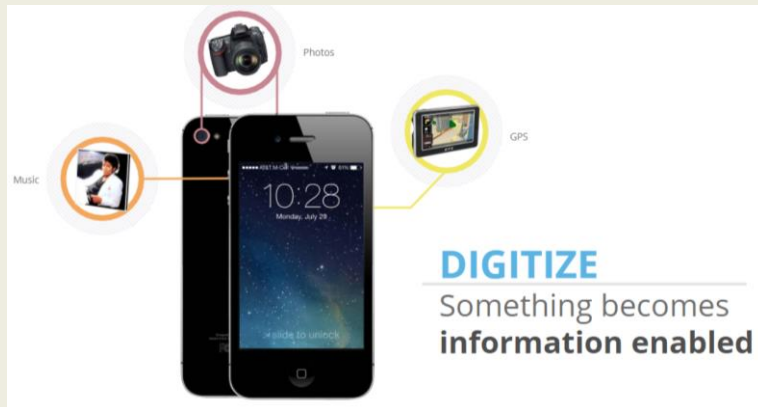 Photos
GPS
Music
10:28
Monday, July 28
slide to unlock
DIGITIZE
Something becomes
information enabled